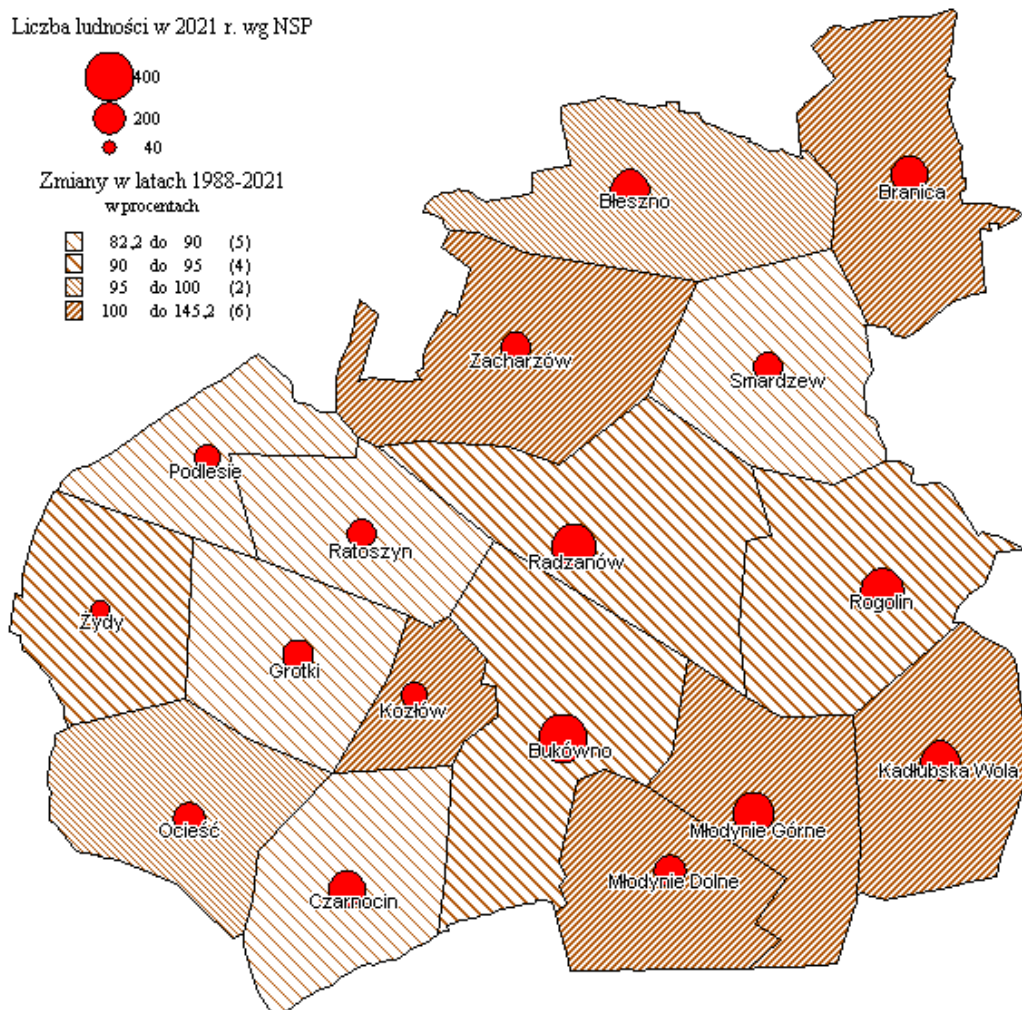 Liczba ludności w 2021 r. wg NSP
400
200
40
Zmiany w latach 1988-2021
w procentach
82,2 do 90 (5)
90 do 95 (4)
95 do 100 (2)
100 do 145,2 (6)
Branica
Błeszno
Zacharzów
Smardzew
Podlesie
Ratoszyn
Radzanów
Rogolin
Żydy
Grotki
Kozłów
Bukówno
Kadłubska Wola
Ocieść
Młodynie Górne
Młodynie Dolne
Czarnocin